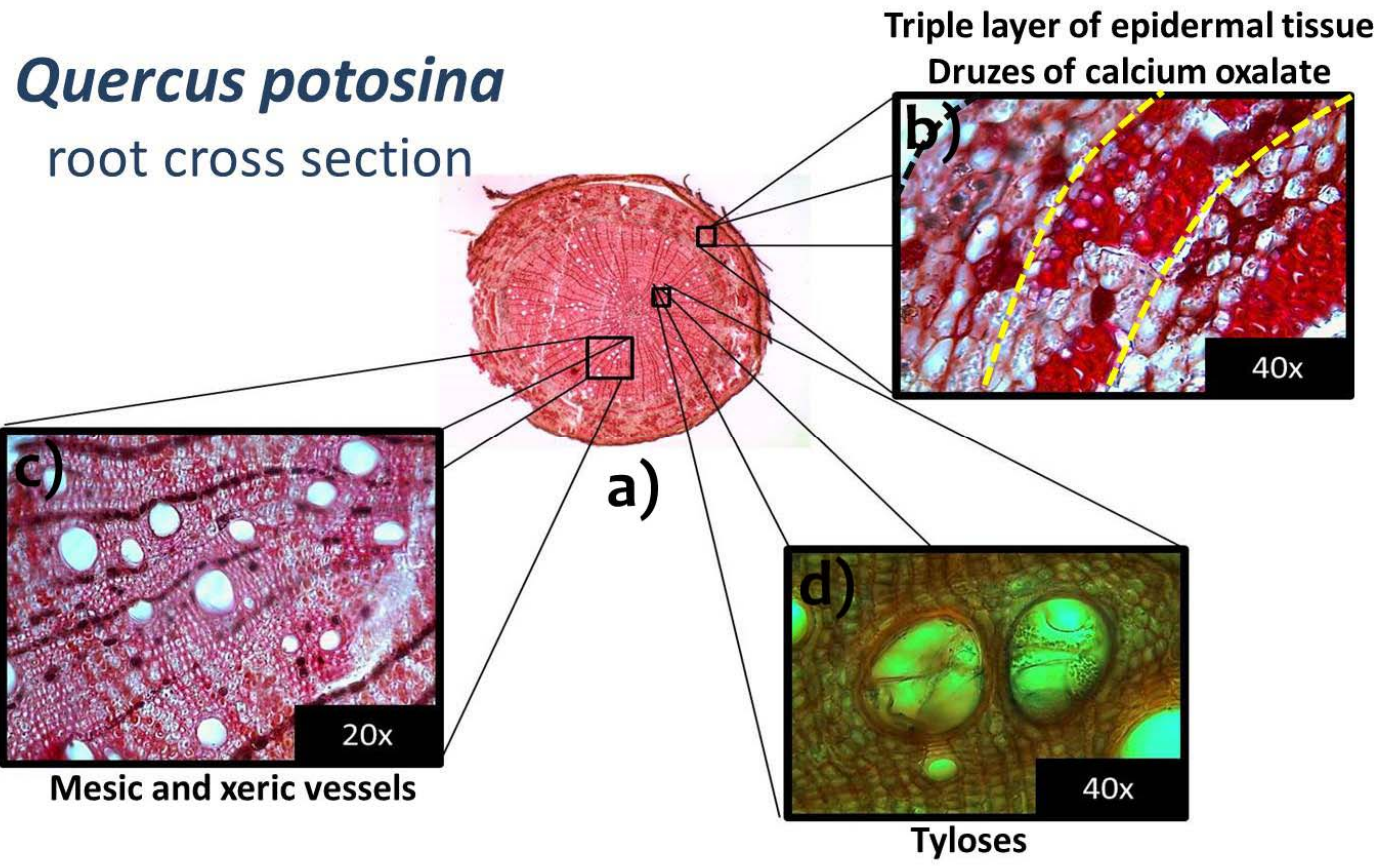 Quercus potosina
root cross section
Triple layer of epidermal tissue
Druzes of calcium oxalate
b)
40x
a)
c)
20x
Mesic and xeric vessels
d)
40x
Tyloses